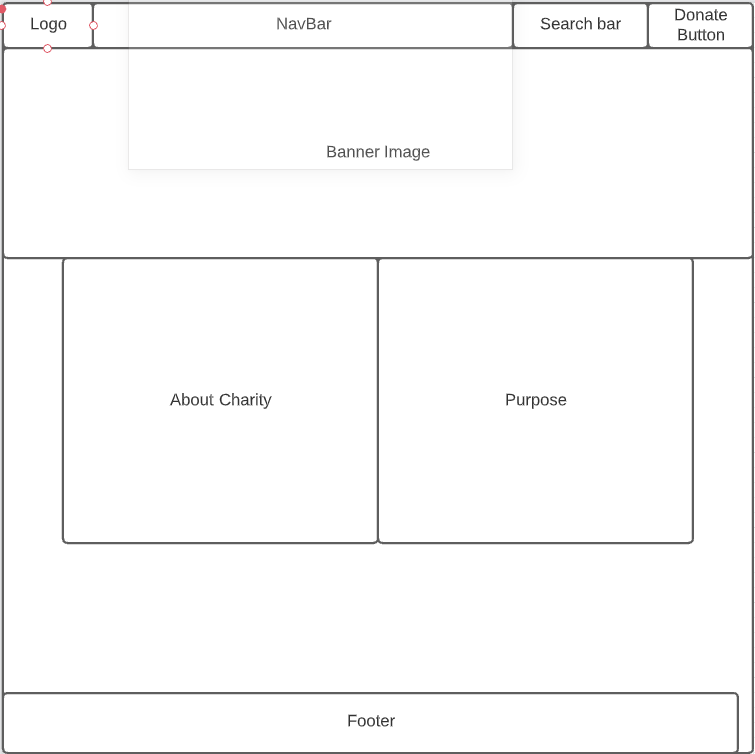 Logo
NavBar
Search bar
Donate
Button
Banner Image
About Charity
Purpose
Footer